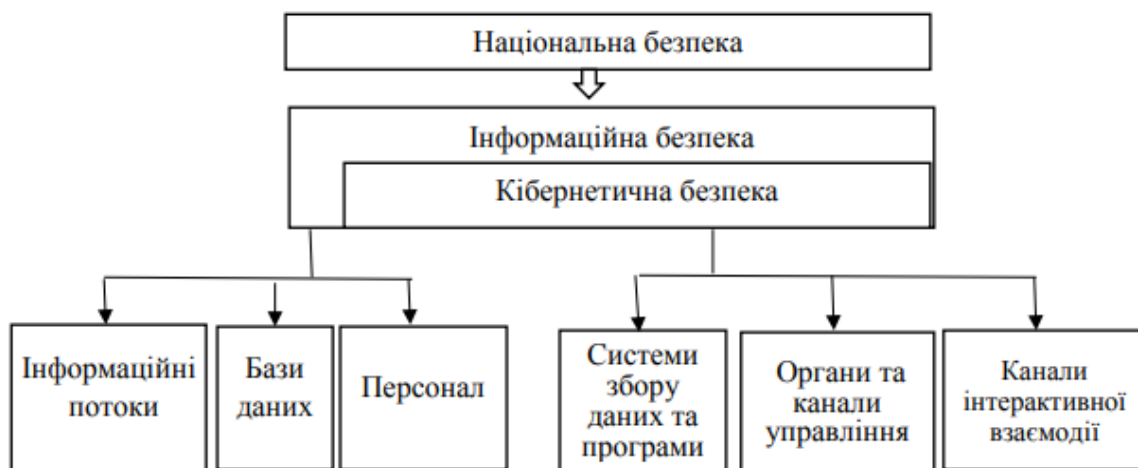 Національна безпека
Інформаційна безпека
Кібернетична безпека
Інформаційні
потоки
Бази
даних
Персонал
Системи
збору
даних та
програми
Органи та
канали
управління
Канали
інтерактивної
взаємодії